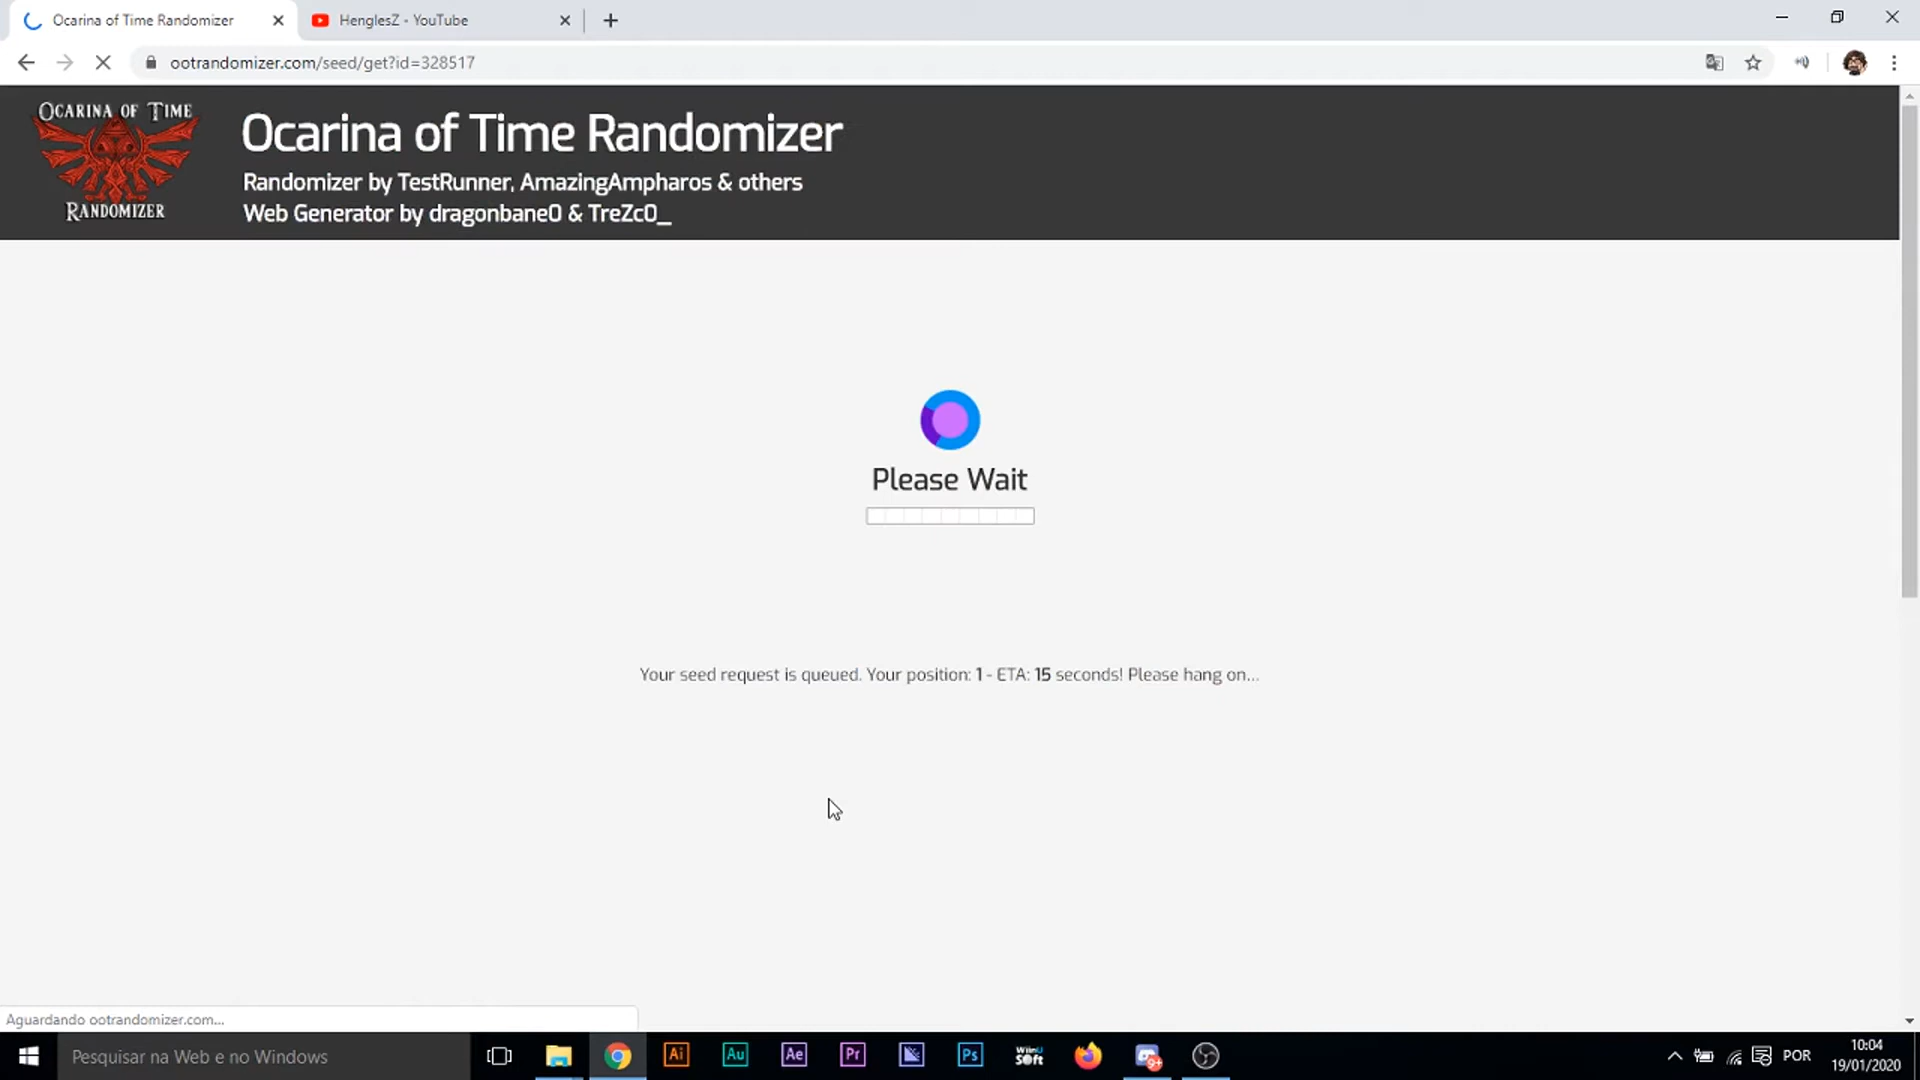 Ocarina of Time Randomizer
HenglesZ - YouTube
ootrandomizer.com/seed/get?id=328517
OCARINA OF TIME
RANDOMIZER
Ocarina of Time Randomizer
Randomizer by TestRunner, AmazingAmpharos & others
Web Generator by dragonbane0 & TreZc0_
Please Wait
Your seed request is queued. Your position: 1 - ETA: 15 seconds! Please hang on...
Aguardando ootrandomizer.com...
Pesquisar na Web e no Windows
Ai
Au
Ae
Pr
Ps
WiinU
SOft
9+
POR
10:04
19/01/2020